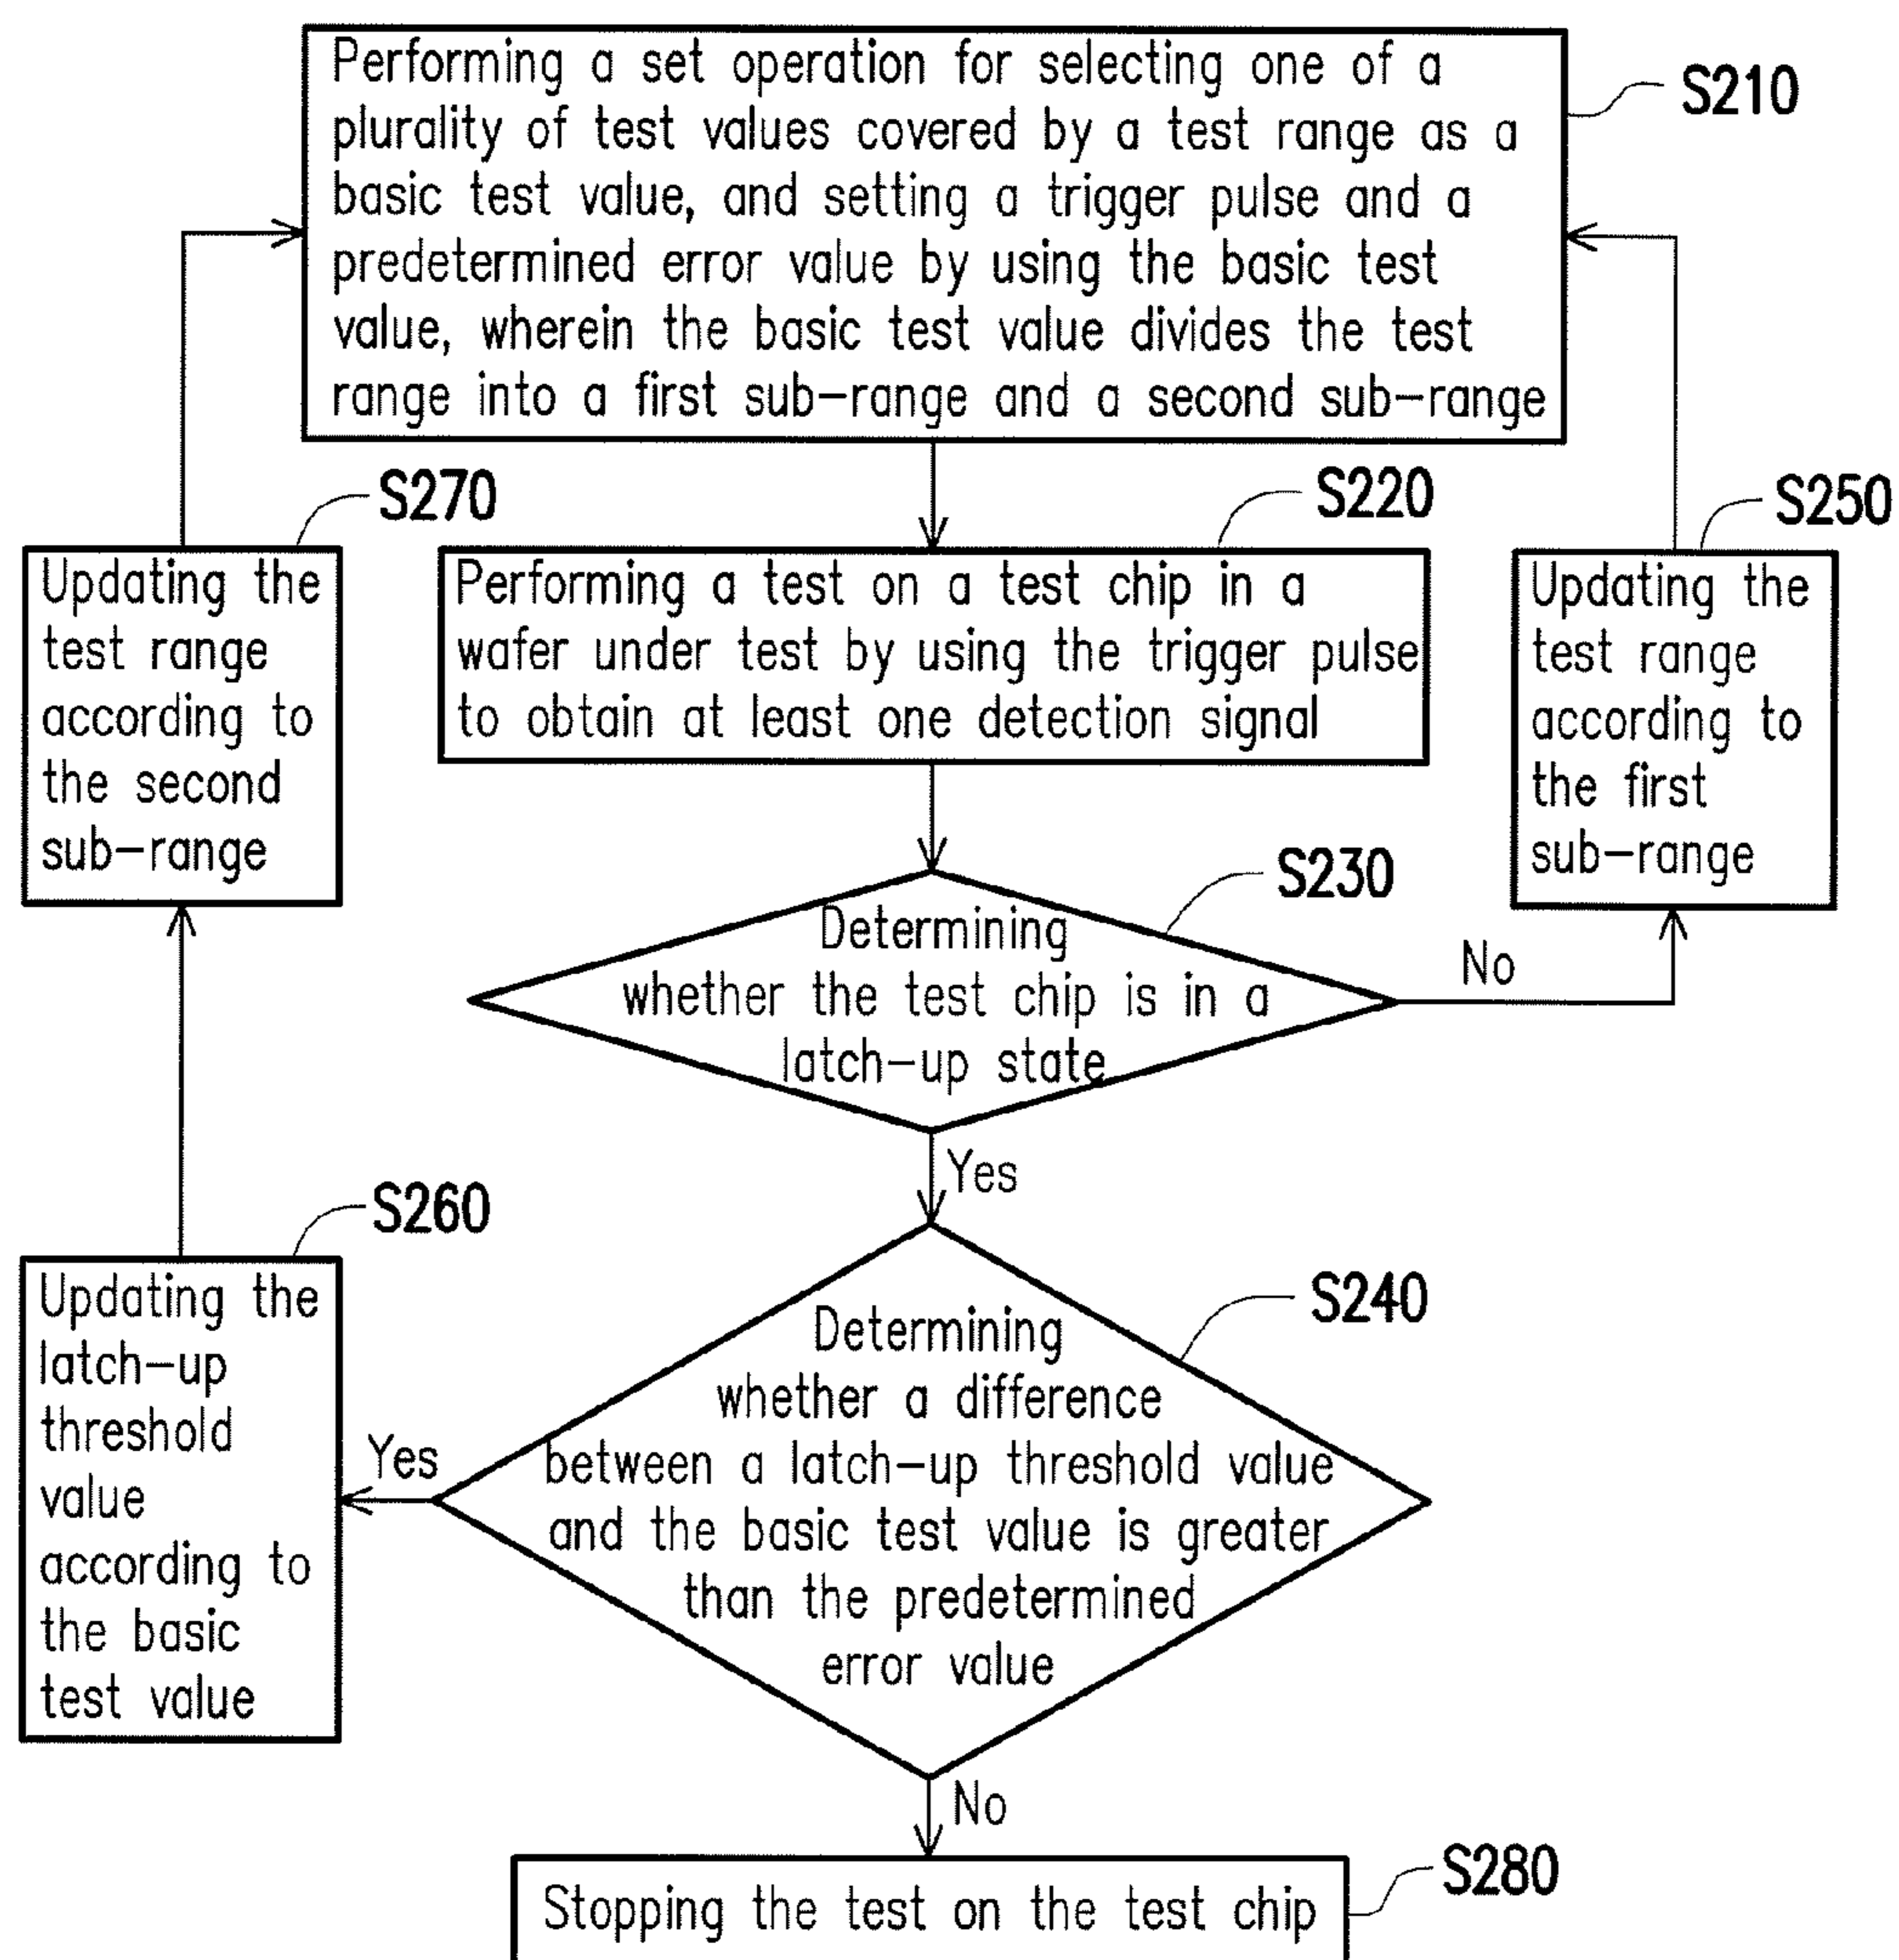 Performing a set operation for selecting one of a
plurality of test values covered by a test range as a
basic test value, and setting a trigger pulse and a
predetermined error value by using the basic test
value, wherein the basic test value divides the test
range into a first sub-range and a second sub-range
S210
S270
Updating the
test range
according to
the second
sub-range
S220
Performing a test on a test chip in a
wafer under test by using the trigger pulse
to obtain at least one detection signal
S250
Updating the
test range
according to
the first
sub-range
S230
Determining
whether the test chip is in a
latch-up state
No
Yes
S260
Updating the
latch-up
threshold
value
according to
the basic
test value
S240
Determining
whether a difference
between a latch-up threshold value
and the basic test value is greater
than the predetermined
error value
Yes
No
S280
Stopping the test on the test chip